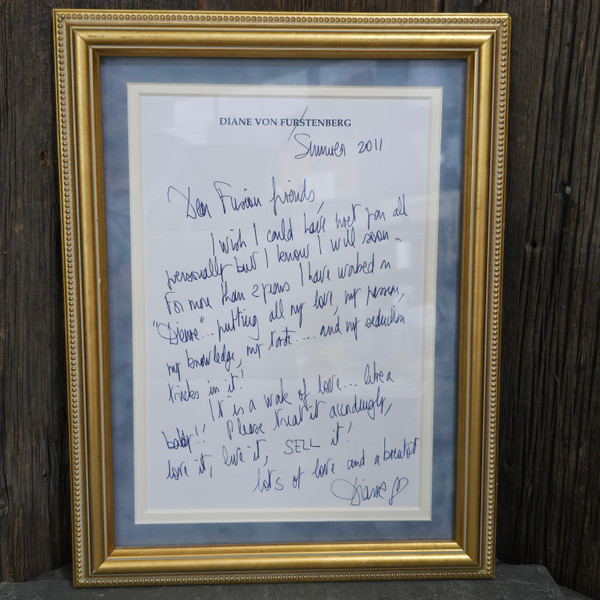 DIANE VON FURSTENBERG
Summer 2011
Dear Fusion friends,
I wish I could have met you all
personally but I know I will soon -
For more than 2 years I have worked on
"Diane"... putting all my love, my passion,
my knowledge, my taste.... and my seduction
tricks in it!
It is a work of love... like a
baby!! Please treat it accordingly,
love it, live it, SELL it!
lots of love and a
Diane